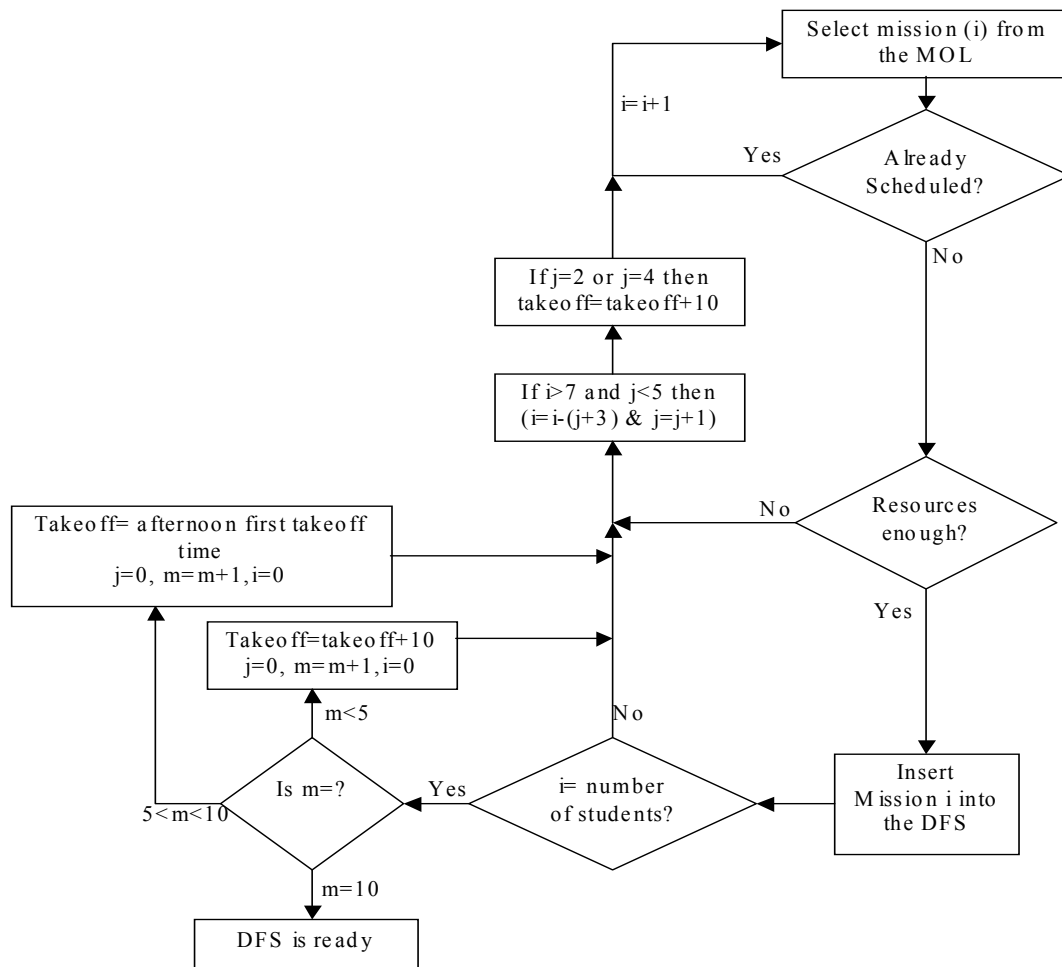 Select mission (i) from
the MOL
i=i+1
Yes
Already
Scheduled?
No
If j=2 or j=4 then
takeoff=takeoff+10
If i>7 and j<5 then
(i=i-(j+3) & j=j+1)
Resources
enough?
No
Takeoff= afternoon first takeoff
time
j=0, m=m+1,i=0
Yes
Takeoff=takeoff+10
j=0, m=m+1,i=0
No
m<5
Insert
Mission i into
the DFS
Is m=?
Yes
i= number
of students?
5<m<10
m=10
DFS is ready